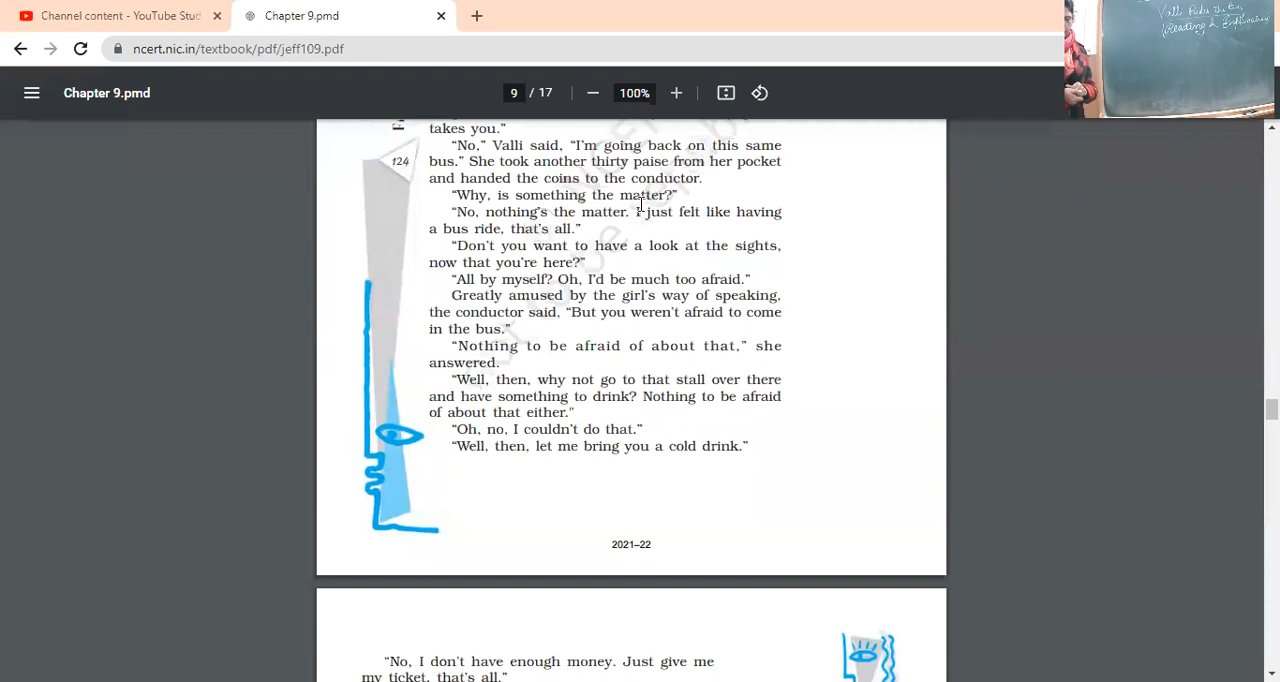 Channel content - YouTube Stud
Chapter 9.pmd
ncert.nic.in/textbook/pdf/jeff109.pdf
Chapter 9.pmd
9 / 17
100%
Valli Rides The Bus
(Reading & Explanation)
takes you.”
“No,” Valli said, “I’m going back on this same
bus.” She took another thirty paise from her pocket
and handed the coins to the conductor.
“Why, is something the matter?”
“No, nothing’s the matter. I just felt like having
a bus ride, that’s all.”
“Don’t you want to have a look at the sights,
now that you’re here?”
“All by myself? Oh, I’d be much too afraid.”
Greatly amused by the girl’s way of speaking,
the conductor said, “But you weren’t afraid to come
in the bus.”
“Nothing to be afraid of about that,” she
answered.
“Well, then, why not go to that stall over there
and have something to drink? Nothing to be afraid
of about that either.”
“Oh, no, I couldn’t do that.”
“Well, then, let me bring you a cold drink.”
124
2021–22
“No, I don’t have enough money. Just give me
my ticket, that’s all.”